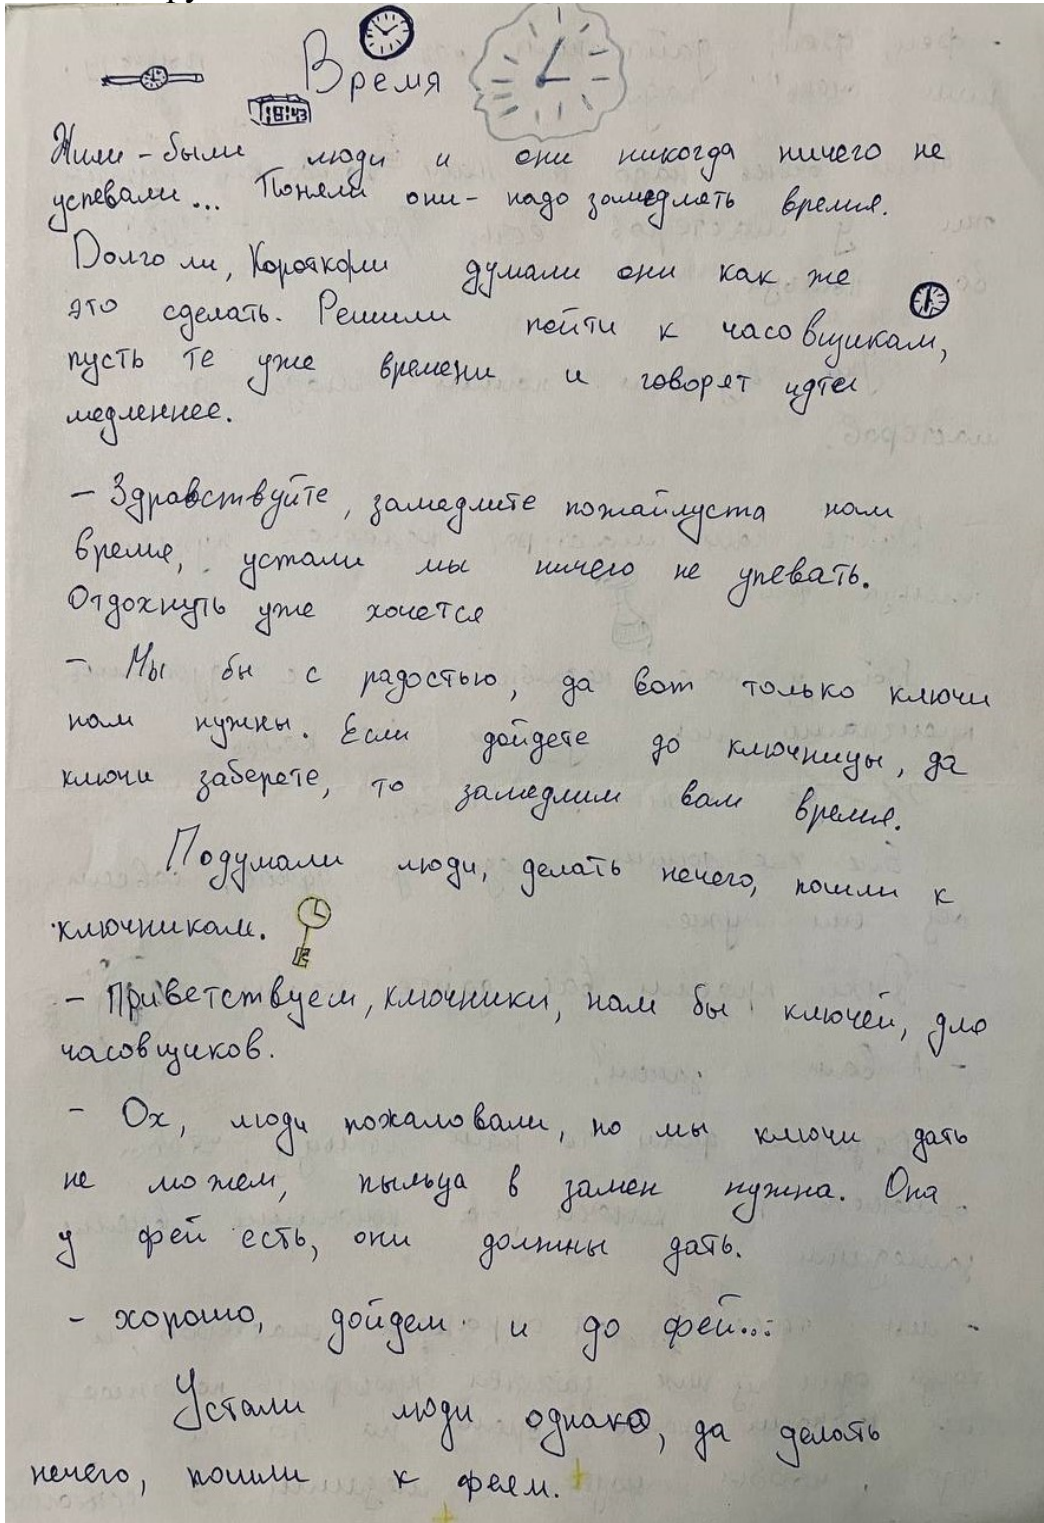 Время
18:43
Жили-были люди и они никогда ничего не
успевали... Поняли они - надо замедлять время.
Долго ли, коротко ли думали они как же
это сделать. Решили пойти к часовщикам,
пусть те уже времени и говорят идти
медленнее.
- Здравствуйте, замедлите пожайлуста нам
время, устали мы ничего не упевать.
Отдохнуть уже хочется
- Мы бы с радостью, да вот только ключи
нам нужны. Если дойдете до ключницы, да
ключи заберете, то замедлим вам время.
Подумали люди, делать нечего, пошли к
ключникам.
- Приветствуем, ключники, нам бы ключей, для
часовщиков.
- Ох, люди пожаловали, но мы ключи дать
не можем, пыльца в замен нужна. Она
у фей есть, они должны дать.
- хорошо, дойдем и до фей...
Устали люди однако, да делать
нечего, пошли к феям.